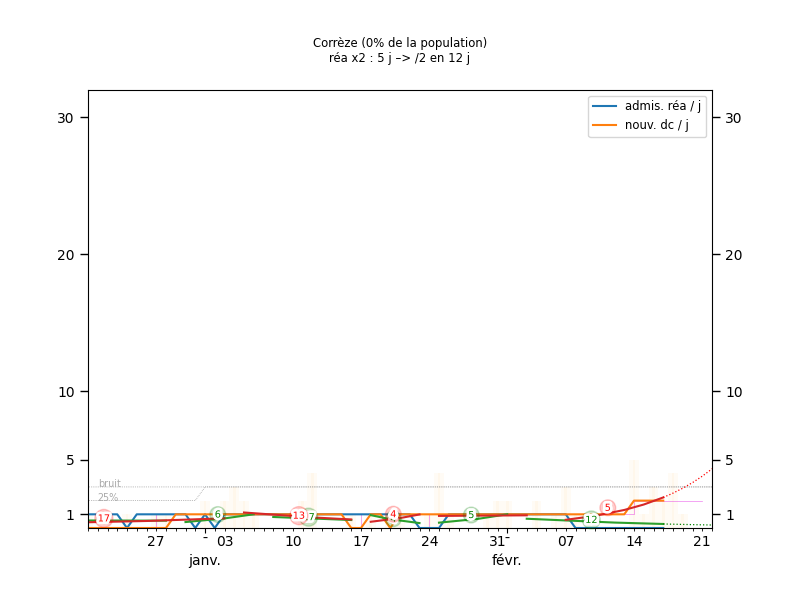 Corrèze (0% de la population)
réa x2 : 5 j –> /2 en 12 j
admis. réa / j
nouv. dc / j
30 30
20 20
10 10
5 5
1 1
bruit
25%
17 6 13 7 4 5 12 5
27 - 03 10 17 24 31- 07 14 21
janv. févr.